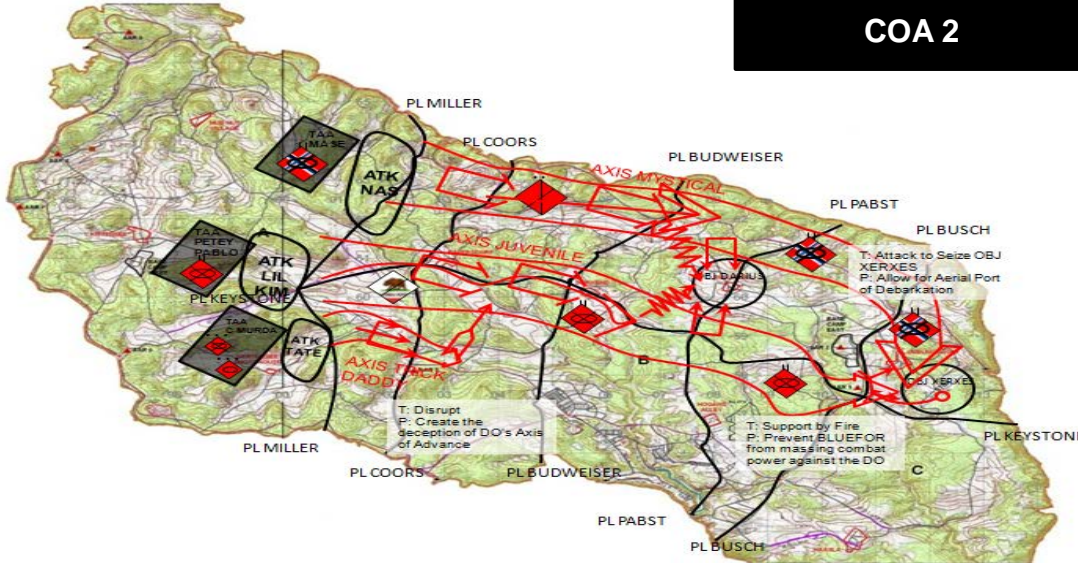 COA 2
PL MILLER
PL COORS
PL BUDWEISER
PL PABST
PL BUSCH
TAA
MASE
ATK
NAS
AXIS MYSTICAL
TAA
PETEY
PABLO
A
ATK
LIL
KIM
AXIS JUVENILE
PL KEYSTONE
OBJ DARIUS
T: Attack to Seize OBJ
XERXES
P: Allow for Aerial Port
of Debarkation
TAA
C MURDA
ATK
TATE
AXIS TRICK
DADDY
B
OBJ XERXES
T: Disrupt
P: Create the
deception of DO's Axis
of Advance
T: Support by Fire
P: Prevent BLUEFOR
from massing combat
power against the DO
PL KEYSTONE
PL MILLER
PL COORS
PL BUDWEISER
C
PL PABST
PL BUSCH